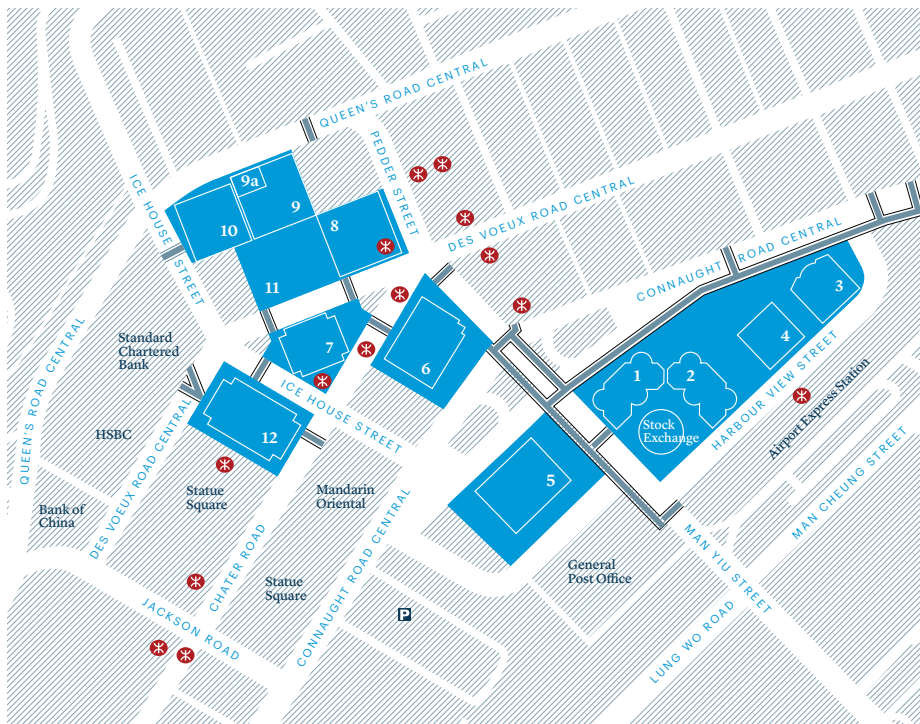 QUEEN'S ROAD CENTRAL
PEDDER STREET
ICE HOUSE STREET
9a
9
10
8
11
DES VOEUX ROAD CENTRAL
CONNAUGHT ROAD CENTRAL
3
4
7
6
1
2
Stock
Exchange
HARBOUR VIEW STREET
Airport Express Station
MAN CHEUNG STREET
Standard
Chartered
Bank
QUEEN'S ROAD CENTRAL
ICE HOUSE STREET
12
HSBC
DES VOEUX ROAD CENTRAL
Statue
Square
Mandarin
Oriental
5
Bank of
China
CHATER ROAD
Statue
Square
CONNAUGHT ROAD CENTRAL
General
Post Office
MAN YIU STREET
LUNG WO ROAD
JACKSON ROAD
P